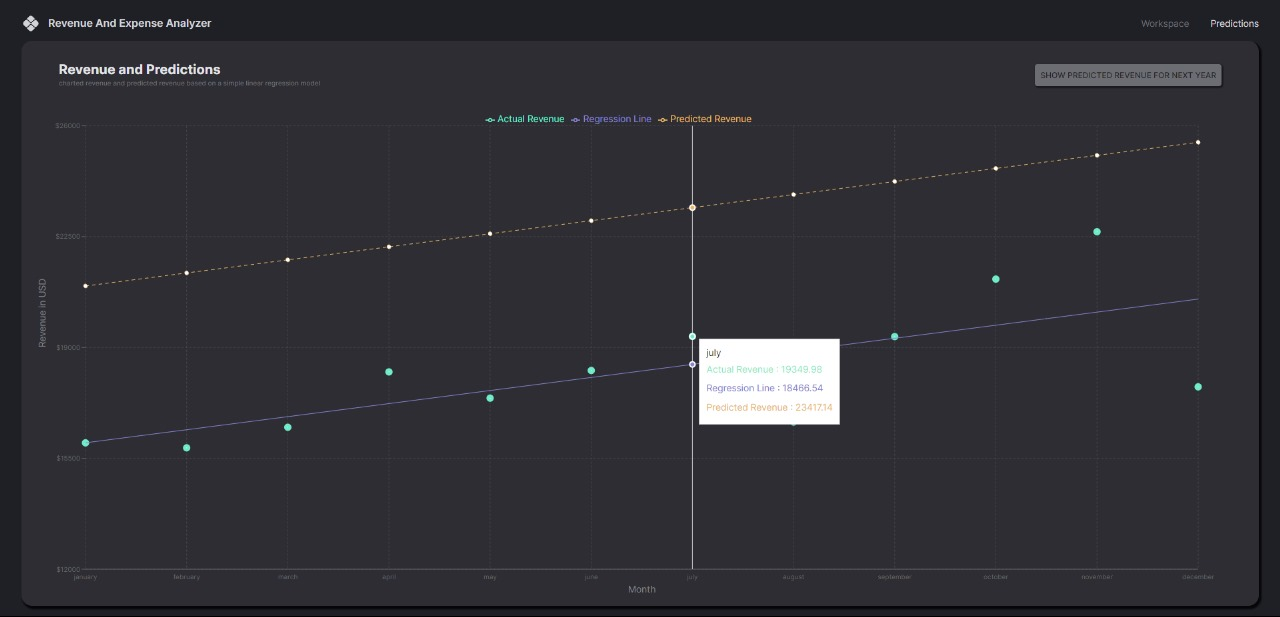 Revenue And Expense Analyzer
Workspace
Predictions
Revenue and Predictions
charted revenue and predicted revenue based on a simple linear regression model
SHOW PREDICTED REVENUE FOR NEXT YEAR
Actual Revenue
Regression Line
Predicted Revenue
$26000
$22500
$19000
$15500
$12000
Revenue in USD
july
Actual Revenue : 19349.98
Regression Line : 18466.54
Predicted Revenue : 23417.14
january
february
march
april
may
june
july
august
september
october
november
december
Month